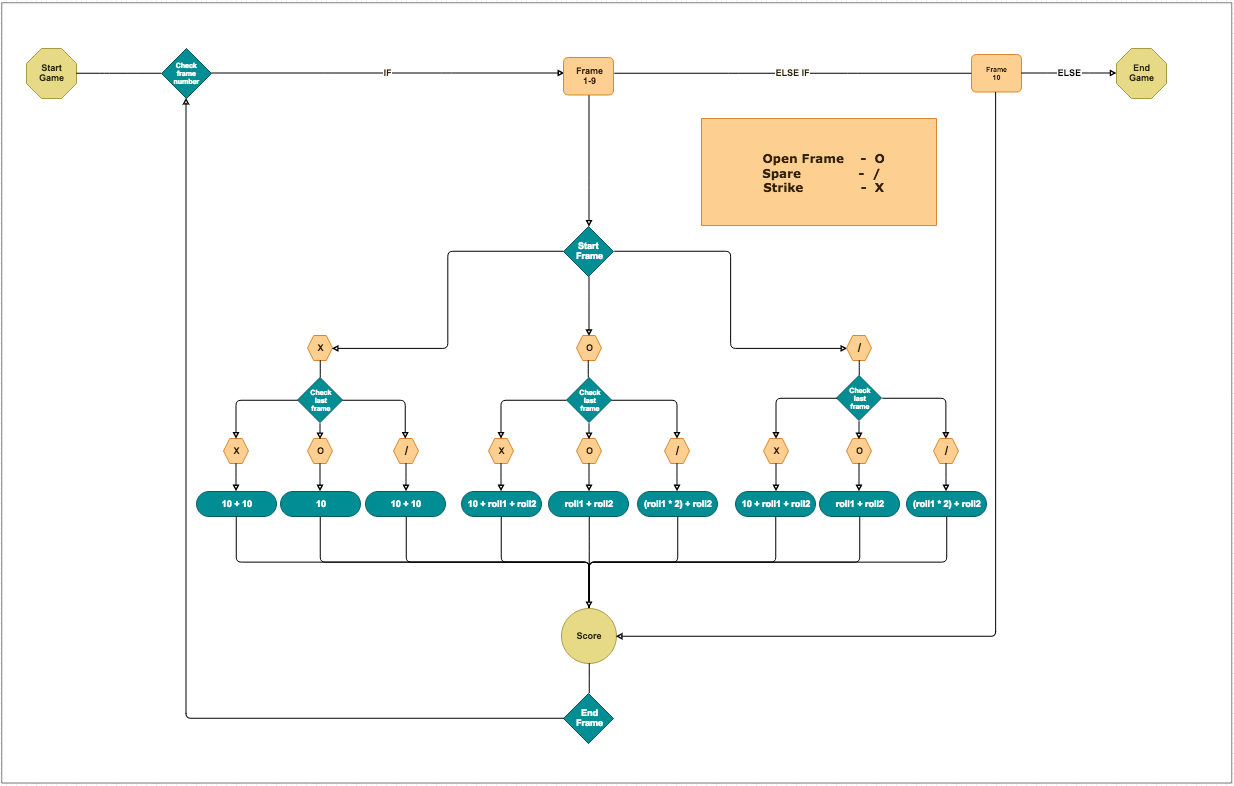 Start
Game
Check
frame
number
IF
Frame
1-9
ELSE IF
Frame
10
ELSE
End
Game
Open Frame - O
Spare - /
Strike - X
Start
Frame
X
O
/
Check
last
frame
Check
last
frame
Check
last
frame
X
O
/
X
O
/
X
O
/
10 + 10
10
10 + 10
10 + roll1 + roll2
roll1 + roll2
(roll1 * 2) + roll2
10 + roll1 + roll2
roll1 + roll2
(roll1 * 2) + roll2
Score
End
Frame